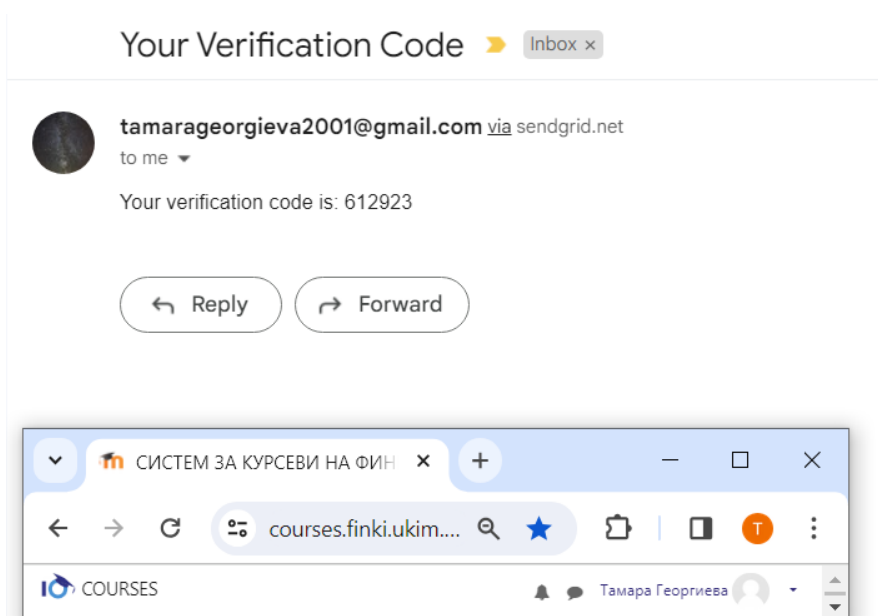 Your Verification Code Inbox ×
tamarageorgieva2001@gmail.com via sendgrid.net
to me
Your verification code is: 612923
Reply Forward
СИСТЕМ ЗА КУРСЕВИ НА ФИН
courses.finki.ukim.... T
COURSES Тамара Георгиева